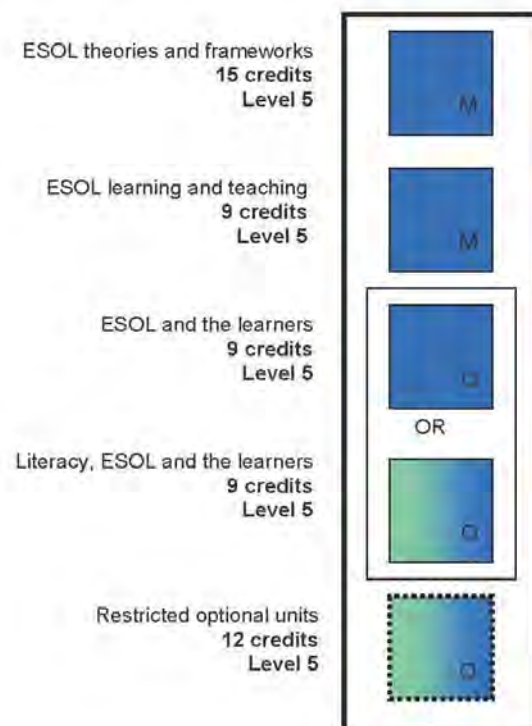 ESOL theories and frameworks
15 credits
Level 5
M
ESOL learning and teaching
9 credits
Level 5
M
ESOL and the learners
9 credits
Level 5
O
OR
Literacy, ESOL and the learners
9 credits
Level 5
O
Restricted optional units
12 credits
Level 5
O